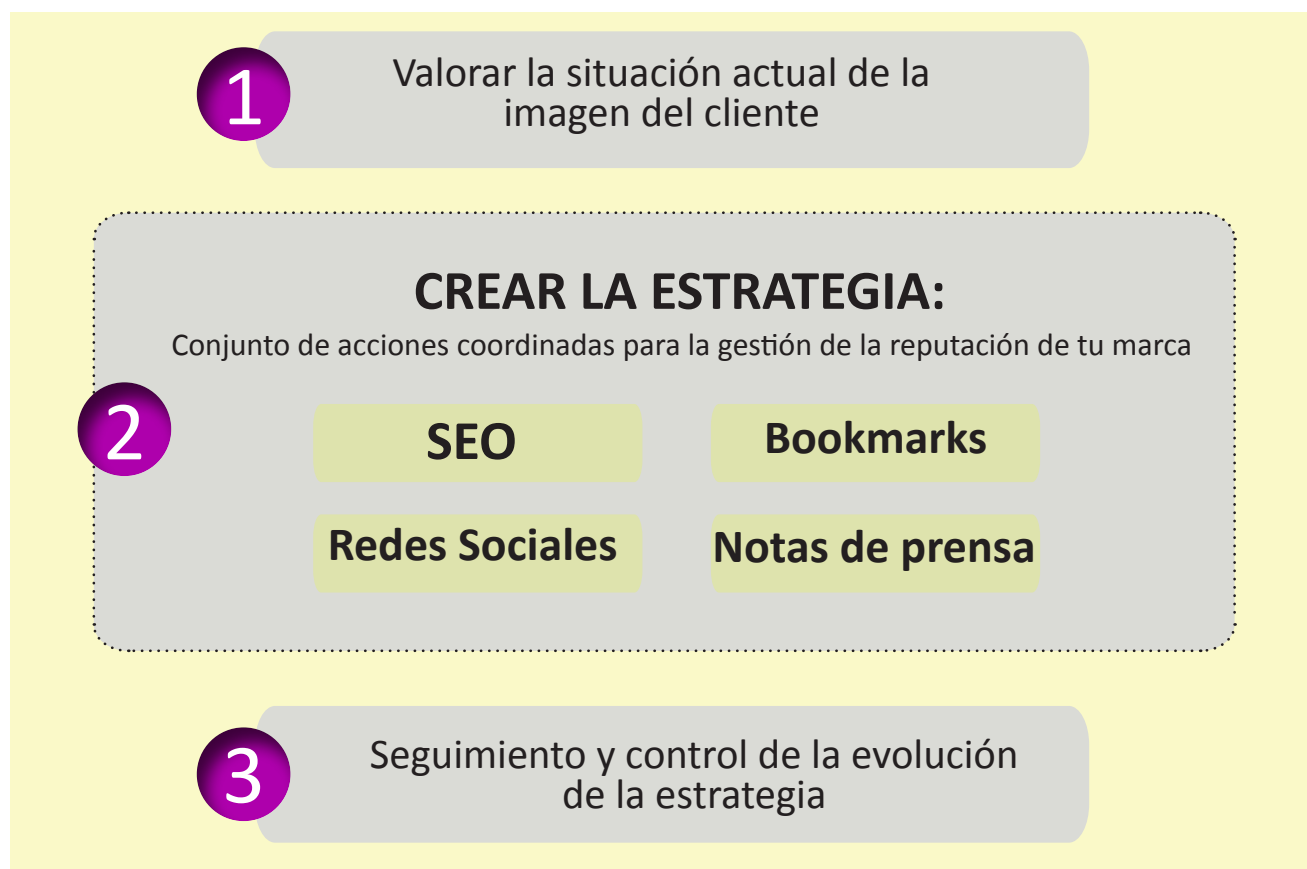 1
Valorar la situación actual de la
imagen del cliente
CREAR LA ESTRATEGIA:
Conjunto de acciones coordinadas para la gestión de la reputación de tu marca
2
SEO
Bookmarks
Redes Sociales
Notas de prensa
3
Seguimiento y control de la evolución
de la estrategia